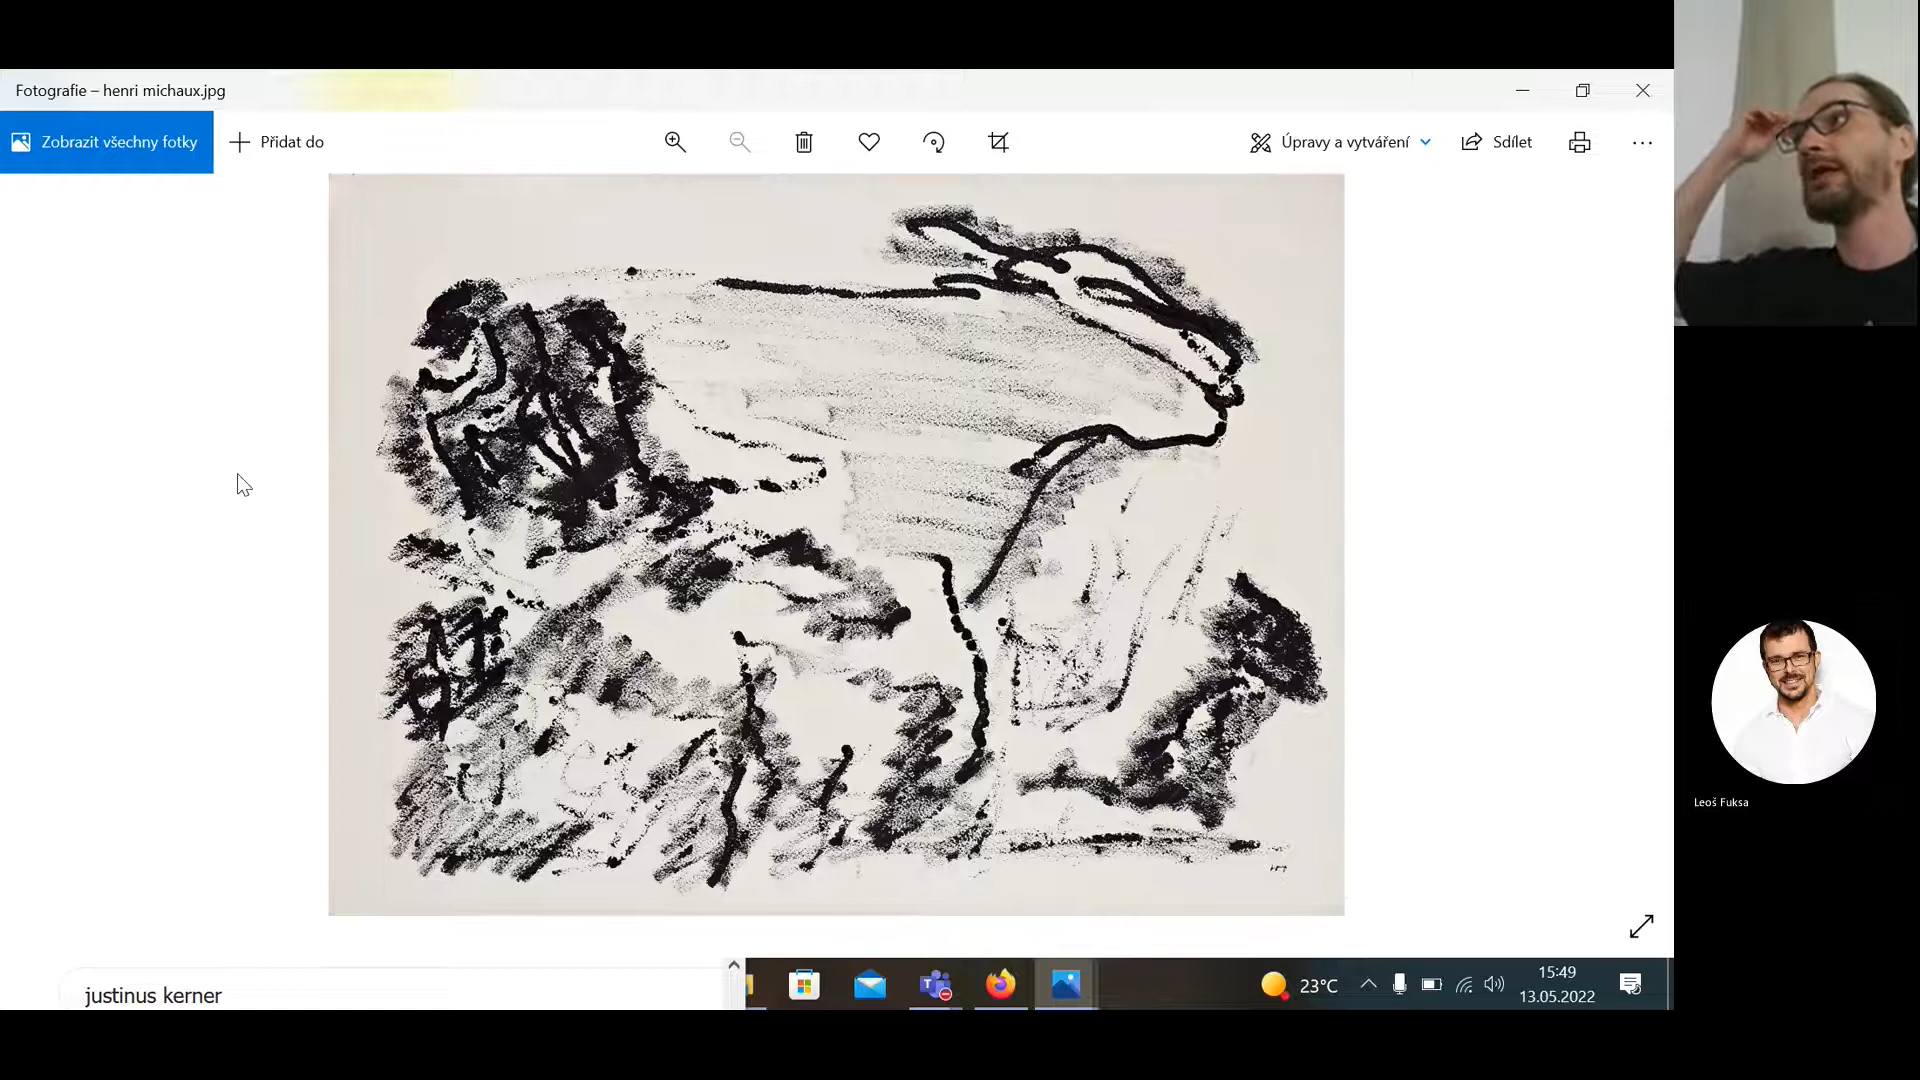 Fotografie – henri michaux.jpg
Zobrazit všechny fotky
Přidat do
Úpravy a vytváření
Sdílet
Leoš Fuksa
justinus kerner
23°C
15:49
13.05.2022